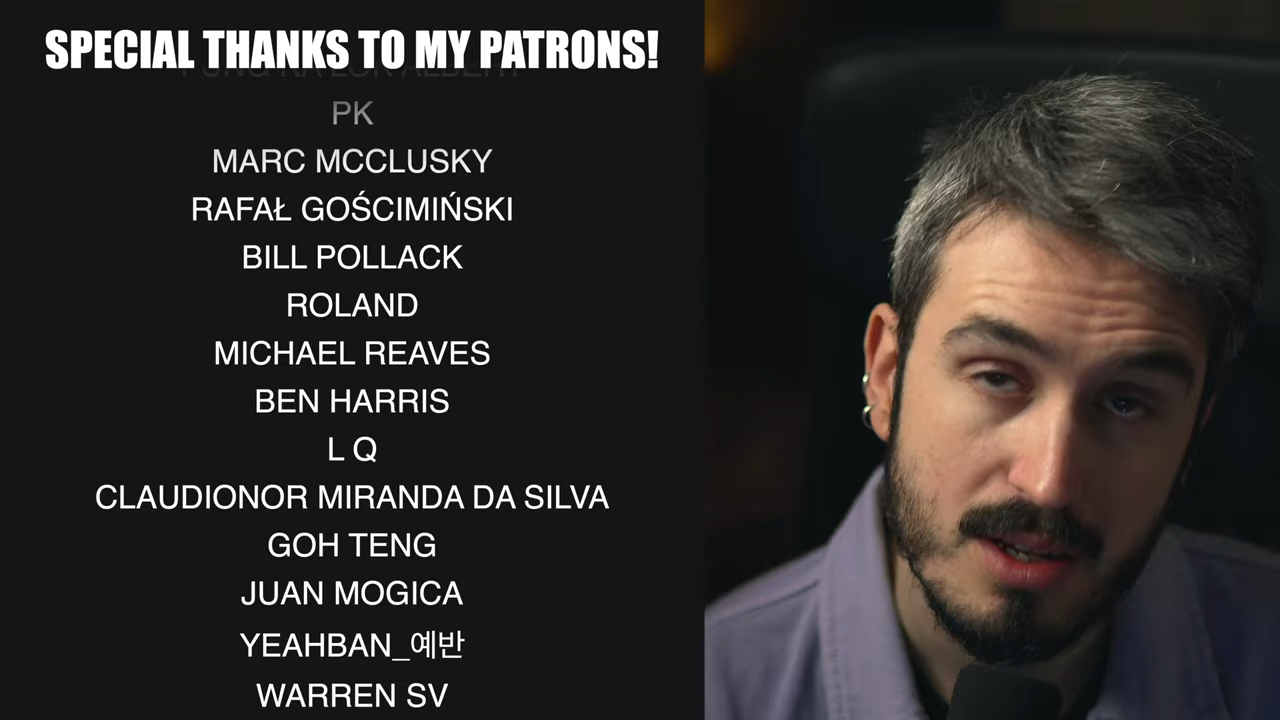 SPECIAL THANKS TO MY PATRONS!
PK
MARC MCCLUSKY
RAFAŁ GOŚCIMIŃSKI
BILL POLLACK
ROLAND
MICHAEL REAVES
BEN HARRIS
L Q
CLAUDIONOR MIRANDA DA SILVA
GOH TENG
JUAN MOGICA
YEAHBAN_예반
WARREN SV